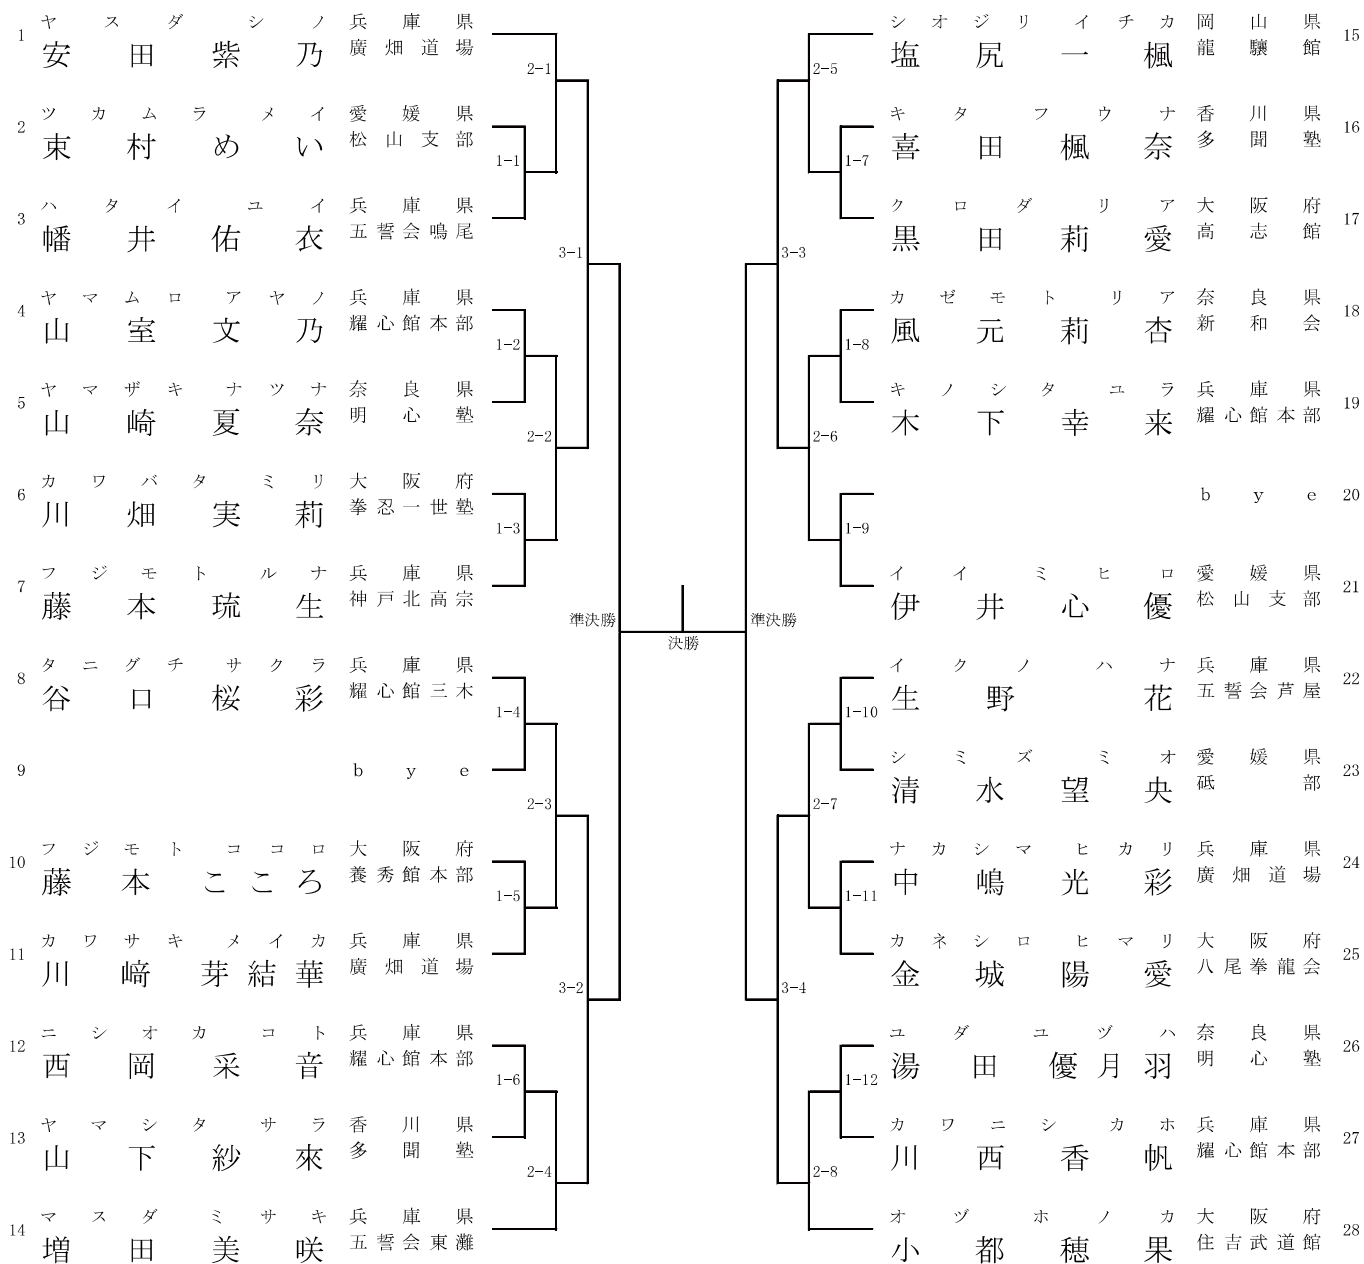 1 ヤスダ シノ 兵庫県
安田紫乃 廣畑道場
2-1
2 ツカムラ メイ 愛媛県
束村めい 松山支部
1-1
3 ハタイ ユイ 兵庫県
幡井佑衣 五誓会鳴尾
3-1
4 ヤマムロ アヤノ 兵庫県
山室文乃 耀心館本部
1-2
5 ヤマザキ ナツナ 奈良県
山崎夏奈 明心塾
2-2
6 カワバタ ミリ 大阪府
川畑実莉 拳忍一世塾
1-3
7 フジモト ルナ 兵庫県
藤本琉生 神戸北高宗
準決勝
8 タニグチ サクラ 兵庫県
谷口桜彩 耀心館三木
1-4
9 bye
2-3
10 フジモト ココロ 大阪府
藤本こころ 養秀館本部
1-5
11 カワサキ メイカ 兵庫県
川﨑芽結華 廣畑道場
3-2
12 ニシオカ コト 兵庫県
西岡采音 耀心館本部
1-6
13 ヤマシタ サラ 香川県
山下紗來 多聞塾
2-4
14 マスダ ミサキ 兵庫県
増田美咲 五誓会東灘
決勝
シオジリ イチカ 岡山県 15
塩尻一楓 龍驤館
2-5
キタ フウナ 香川県 16
喜田楓奈 多聞塾
1-7
クロダ リア 大阪府 17
黒田莉愛 高志館
3-3
カゼモト リア 奈良県 18
風元莉杏 新和会
1-8
キノシタ ユラ 兵庫県 19
木下幸来 耀心館本部
2-6
bye 20
1-9
イイ ミヒロ 愛媛県 21
伊井心優 松山支部
準決勝
イクノ ハナ 兵庫県 22
生野花 五誓会芦屋
1-10
シミズ ミオ 愛媛県 23
清水望央 砥部
2-7
ナカシマ ヒカリ 兵庫県 24
中嶋光彩 廣畑道場
1-11
カネシロ ヒマリ 大阪府 25
金城陽愛 八尾拳龍会
3-4
ユダ ユヅハ 奈良県 26
湯田優月羽 明心塾
1-12
カワニシ カホ 兵庫県 27
川西香帆 耀心館本部
2-8
オヅ ホノカ 大阪府 28
小都穂果 住吉武道館